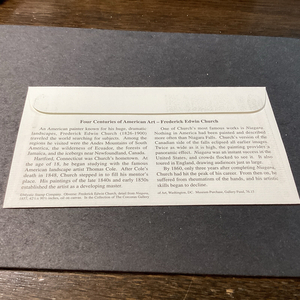 Four Centuries of American Art – Frederick Edwin Church
An American painter known for his huge, dramatic
landscapes, Frederick Edwin Church (1826-1900)
traveled the world searching for subjects. Among the
regions he visited were the Andes Mountains of South
America, the wilderness of Ecuador, the forests of
Jamaica, and the icebergs near Newfoundland, Canada.
Hartford, Connecticut was Church's hometown. At
the age of 18, he began studying with the famous
American landscape artist Thomas Cole. After Cole's
death in 1848, Church stepped in to fill his mentor's
place. His paintings of the late 1840s and early 1850s
established the artist as a developing master.
One of Church's most famous works is Niagara.
Nothing in America had been painted and described
more often than Niagara Falls. Church's version of the
Canadian side of the falls eclipsed all earlier images.
Twice as wide as it is high, the painting provides a
panoramic effect. Niagara was an instant success in the
United States, and crowds flocked to see it. It also
toured in England, drawing audiences just as large.
By 1860, only three years after completing Niagara,
Church had hit the peak of his career. From then on, he
suffered from rheumatism of the hands, and his artistic
skills began to decline.